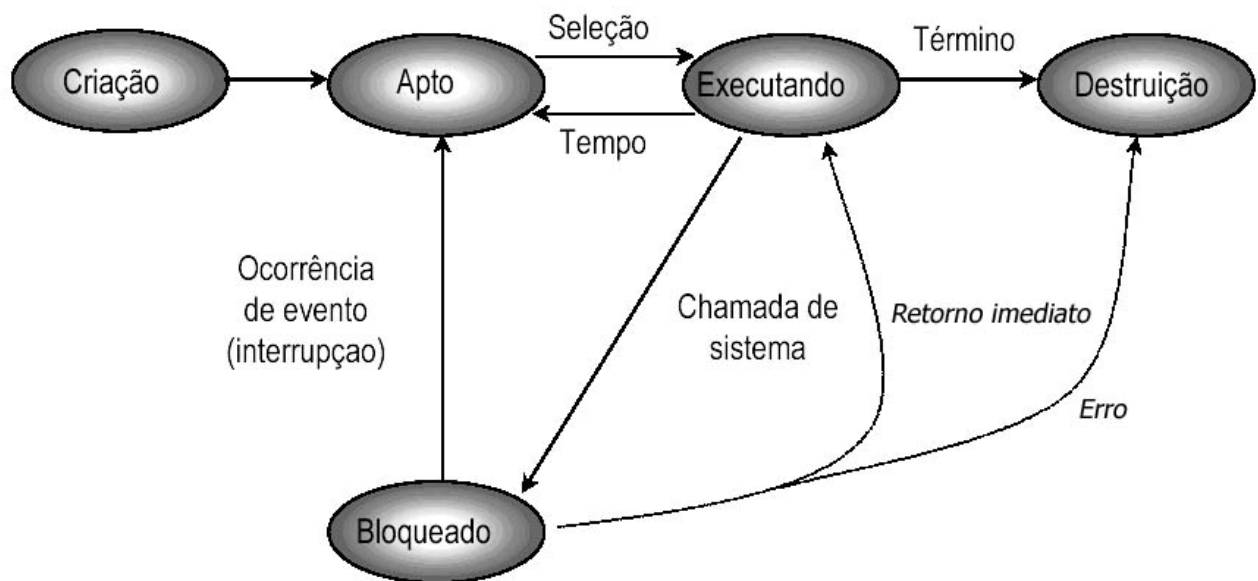 Seleção
Término
Criação
Apto
Executando
Destruição
Tempo
Ocorrência
de evento
(interrupçao)
Chamada de
sistema
Retorno imediato
Erro
Bloqueado